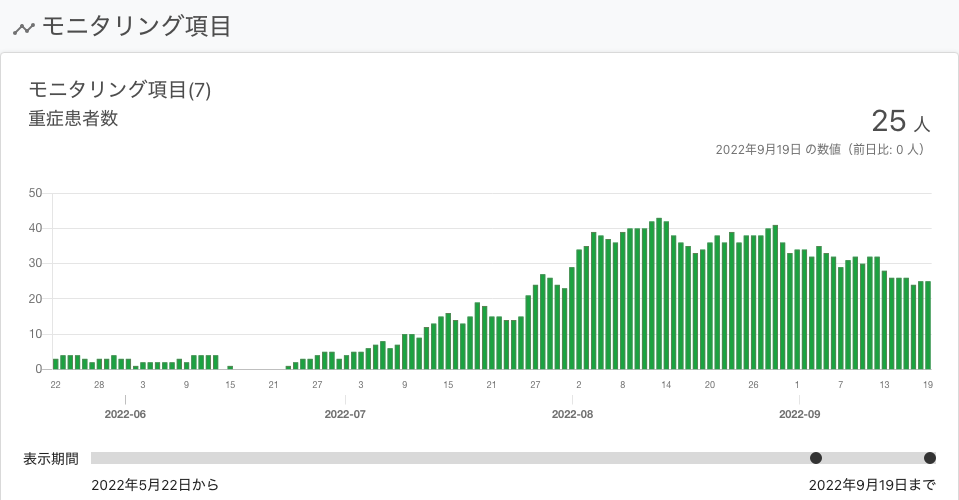 モニタリング項目
モニタリング項目(7)
重症患者数
25 人
2022年9月19日 の数値（前日比: 0 人）
50
40
30
20
10
0
22 28 3 9 15 21 27 3 9 15 21 27 2 8 14 20 26 1 7 13 19
2022-06 2022-07 2022-08 2022-09
表示期間
2022年5月22日から 2022年9月19日まで